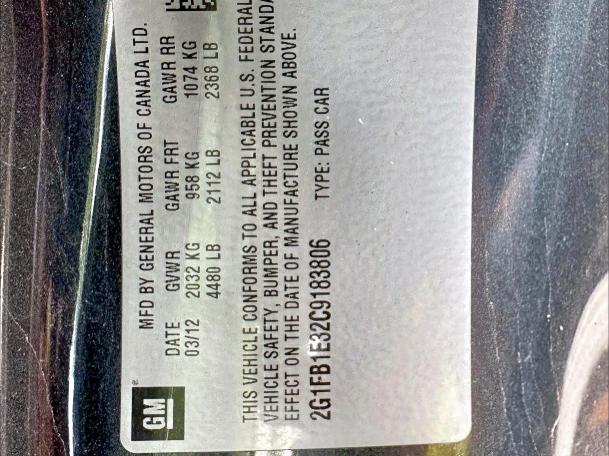 MFD BY GENERAL MOTORS OF CANADA LTD.
DATE GVWR GAWR FRT GAWR RR
03/12 2032 KG 958 KG 1074 KG
4480 LB 2112 LB 2368 LB
THIS VEHICLE CONFORMS TO ALL APPLICABLE U.S. FEDERAL
VEHICLE SAFETY, BUMPER, AND THEFT PREVENTION STANDA
EFFECT ON THE DATE OF MANUFACTURE SHOWN ABOVE.
2G1FB1E32C9183806 TYPE: PASS CAR
GM